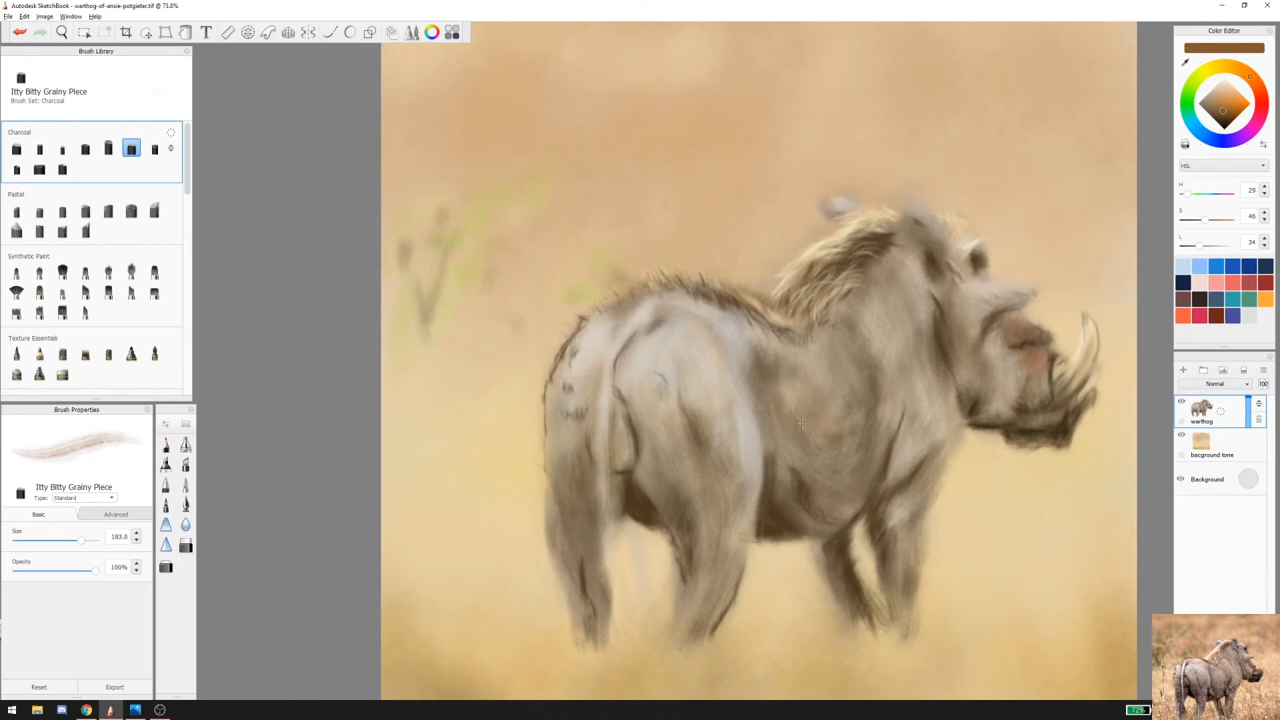 Autodesk SketchBook - warthog-of-ansie-potgieter.tif @ 73.8%
File Edit Image Window Help
Brush Library
Color Editor
Itty Bitty Grainy Piece
Brush Set: Charcoal
Charcoal
HSL
H 29
Pastel
S 46
L 34
Synthetic Paint
Texture Essentials
Normal 100
Brush Properties
warthog
bacground tone
Background
Itty Bitty Grainy Piece
Type: Standard
Basic Advanced
Size 183.0
Opacity 100%
Reset Export
72%